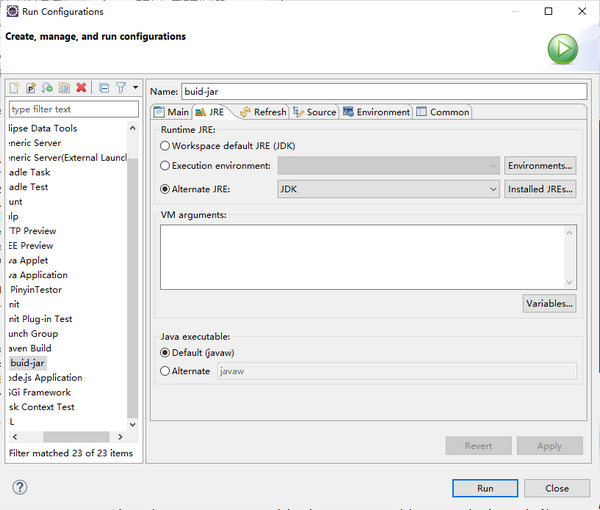 Run Configurations
Create, manage, and run configurations
type filter text
lipse Data Tools
eneric Server
eneric Server(External Launc
adle Task
adle Test
unt
ulp
TP Preview
EE Preview
va Applet
va Application
PinyinTestor
nit
nit Plug-in Test
unch Group
aven Build
buid-jar
ode.js Application
Gi Framework
sk Context Test
L
Filter matched 23 of 23 items
Name: buid-jar
Main JRE Refresh Source Environment Common
Runtime JRE:
Workspace default JRE (JDK)
Execution environment: Environments...
Alternate JRE: JDK Installed JREs...
VM arguments:
Variables...
Java executable:
Default (javaw)
Alternate javaw
Revert Apply
Run Close